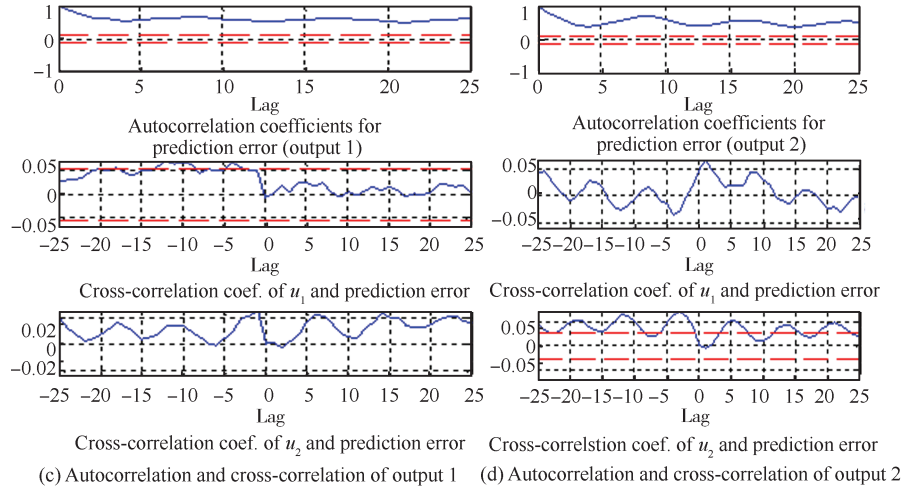 1
0
−1
0 5 10 15 20 25
Lag
Autocorrelation coefficients for
prediction error (output 1)
0.05
0
−0.05
−25 −20 −15 −10 −5 0 5 10 15 20 25
Lag
Cross-correlation coef. of u1 and prediction error
0.02
0
−0.02
−25 −20 −15 −10 −5 0 5 10 15 20 25
Lag
Cross-correlation coef. of u2 and prediction error
(c) Autocorrelation and cross-correlation of output 1
1
0
1
0 5 10 15 20 25
Lag
Autocorrelation coefficients for
prediction error (output 2)
0.05
0
−0.05
−25 −20 −15 −10 −5 0 5 10 15 20 25
Lag
Cross-correlation coef. of u1 and prediction error
0.05
0
−0.05
−25 −20 −15 −10 −5 0 5 10 15 20 25
Lag
Cross-correlstion coef. of u2 and prediction error
(d) Autocorrelation and cross-correlation of output 2